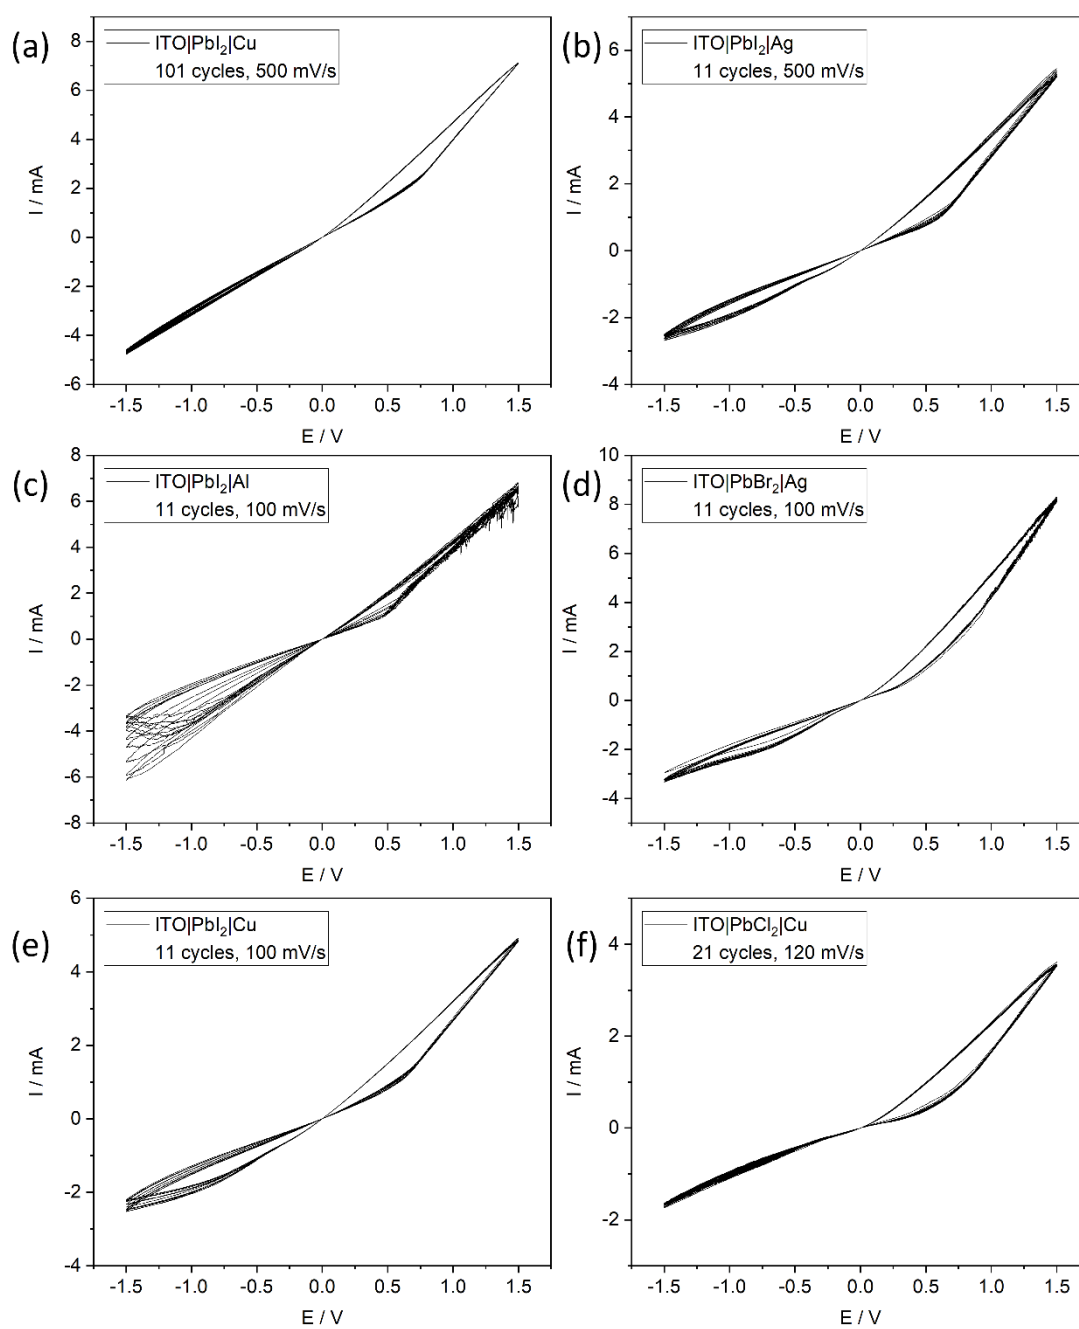 (a)
ITO|PbI₂|Cu
101 cycles, 500 mV/s
8
6
4
2
0
-2
-4
-6
I / mA
-1.5 -1.0 -0.5 0.0 0.5 1.0 1.5
E / V
(b)
ITO|PbI₂|Ag
11 cycles, 500 mV/s
6
4
2
0
-2
-4
I / mA
-1.5 -1.0 -0.5 0.0 0.5 1.0 1.5
E / V
(c)
ITO|PbI₂|Al
11 cycles, 100 mV/s
8
6
4
2
0
-2
-4
-6
-8
I / mA
-1.5 -1.0 -0.5 0.0 0.5 1.0 1.5
E / V
(d)
ITO|PbBr₂|Ag
11 cycles, 100 mV/s
10
8
6
4
2
0
-2
-4
I / mA
-1.5 -1.0 -0.5 0.0 0.5 1.0 1.5
E / V
(e)
ITO|PbI₂|Cu
11 cycles, 100 mV/s
6
4
2
0
-2
-4
I / mA
-1.5 -1.0 -0.5 0.0 0.5 1.0 1.5
E / V
(f)
ITO|PbCl₂|Cu
21 cycles, 120 mV/s
4
2
0
-2
I / mA
-1.5 -1.0 -0.5 0.0 0.5 1.0 1.5
E / V